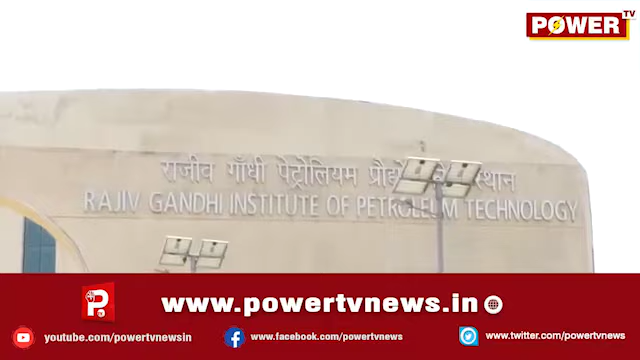 POWER TV
राजीव गाँधी पेट्रोलियम
RAJIV GANDHI INSTITUTE OF PETROLEUM TECHNOLOGY
www.powertvnews.in
youtube.com/powertvnewsin
www.facebook.com/powertvnews
www.twitter.com/powertvnews